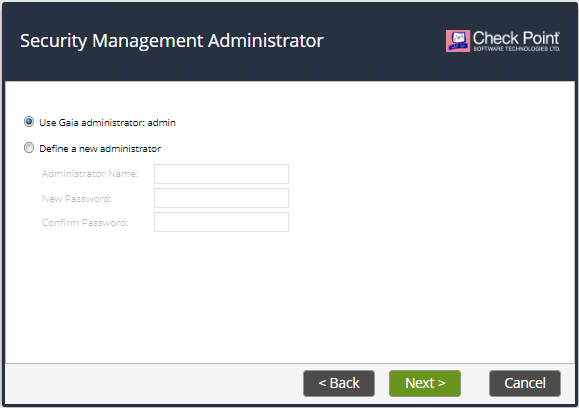 Security Management Administrator
Check Point
SOFTWARE TECHNOLOGIES LTD.
Use Gaia administrator: admin
Define a new administrator
Administrator Name:
New Password:
Confirm Password:
< Back
Next >
Cancel